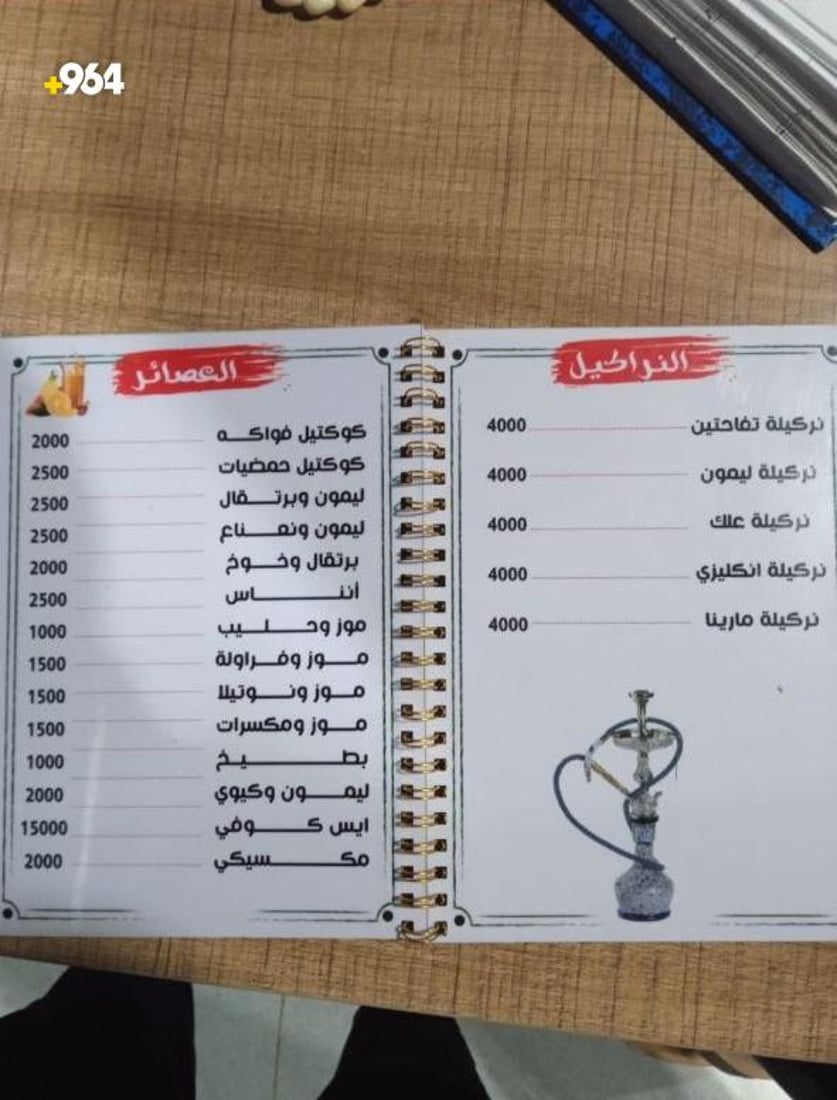 +964
النراكيل
نركيلة تفاحتين 4000
نركيلة ليمون 4000
نركيلة علك 4000
نركيلة انكليزي 4000
نركيلة مارينا 4000
العصائر
كوكتيل فواكه 2000
كوكتيل حمضيات 2500
ليمون وبرتقال 2500
ليمون ونعناع 2500
برتقال وخوخ 2000
أنناس 2500
موز وحليب 1000
موز وفراولة 1500
موز ونوتيلا 1500
موز ومكسرات 1500
بطيخ 1000
ليمون وكيوي 2000
ايس كوفي 15000
مكسيكي 2000